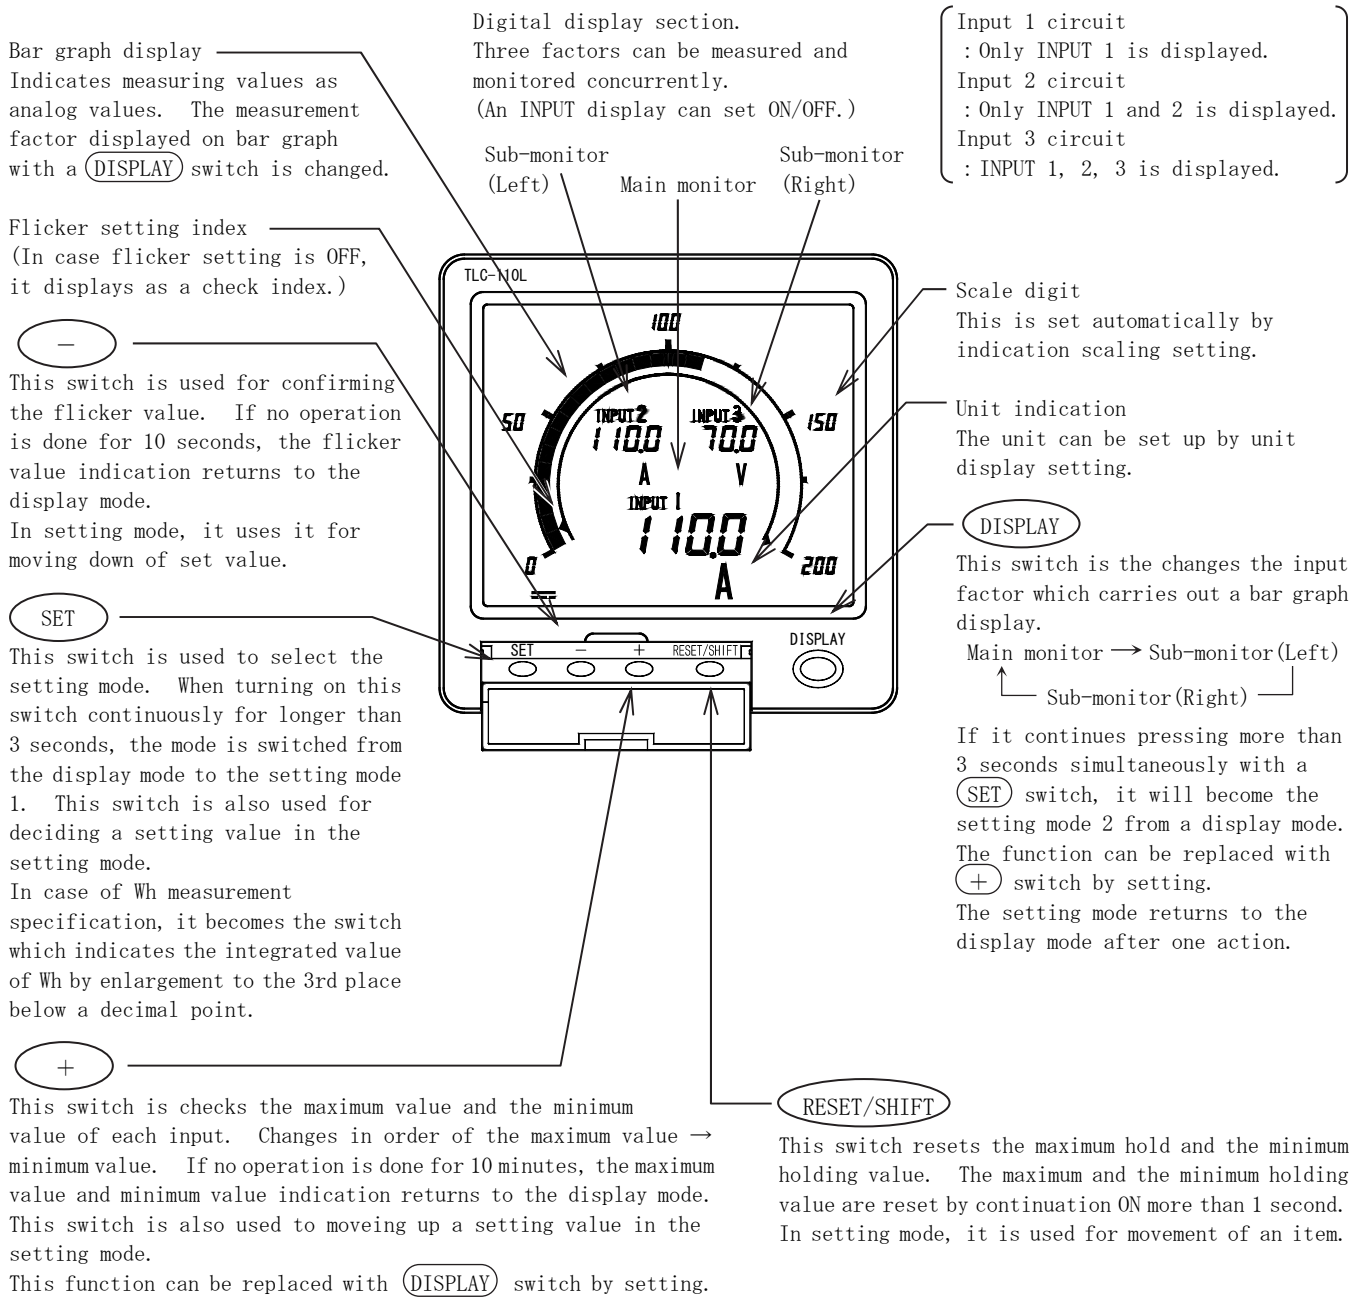 Bar graph display
Indicates measuring values as
analog values. The measurement
factor displayed on bar graph
with a DISPLAY switch is changed.
Digital display section.
Three factors can be measured and
monitored concurrently.
(An INPUT display can set ON/OFF.)
Input 1 circuit
: Only INPUT 1 is displayed.
Input 2 circuit
: Only INPUT 1 and 2 is displayed.
Input 3 circuit
: INPUT 1, 2, 3 is displayed.
Sub-monitor
(Left)
Main monitor
Sub-monitor
(Right)
Flicker setting index
(In case flicker setting is OFF,
it displays as a check index.)
−
This switch is used for confirming
the flicker value. If no operation
is done for 10 seconds, the flicker
value indication returns to the
display mode.
In setting mode, it uses it for
moving down of set value.
SET
This switch is used to select the
setting mode. When turning on this
switch continuously for longer than
3 seconds, the mode is switched from
the display mode to the setting mode
1. This switch is also used for
deciding a setting value in the
setting mode.
In case of Wh measurement
specification, it becomes the switch
which indicates the integrated value
of Wh by enlargement to the 3rd place
below a decimal point.
TLC-110L
100
50
150
INPUT 2
INPUT 3
110.0
70.0
A
V
INPUT 1
110.0
0
200
A
SET − + RESET/SHIFT
DISPLAY
Scale digit
This is set automatically by
indication scaling setting.
Unit indication
The unit can be set up by unit
display setting.
DISPLAY
This switch is the changes the input
factor which carries out a bar graph
display.
Main monitor → Sub-monitor(Left)
Sub-monitor(Right)
If it continues pressing more than
3 seconds simultaneously with a
SET switch, it will become the
setting mode 2 from a display mode.
The function can be replaced with
+ switch by setting.
The setting mode returns to the
display mode after one action.
+
This switch is checks the maximum value and the minimum
value of each input. Changes in order of the maximum value →
minimum value. If no operation is done for 10 minutes, the maximum
value and minimum value indication returns to the display mode.
This switch is also used to moveing up a setting value in the
setting mode.
This function can be replaced with DISPLAY switch by setting.
RESET/SHIFT
This switch resets the maximum hold and the minimum
holding value. The maximum and the minimum holding
value are reset by continuation ON more than 1 second.
In setting mode, it is used for movement of an item.